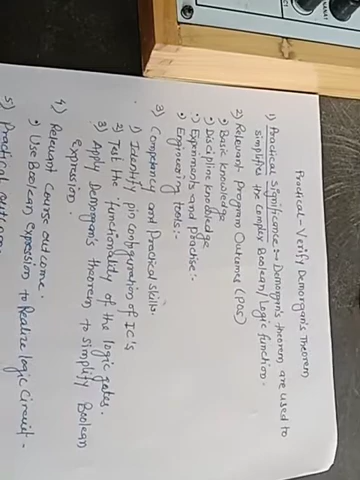 Practical - Verify Demorgan's Theorem
1) Practical Significance :- Demorgan's theorem are used to
simplifies the complex Boolean / Logic function -
2) Relevant Program Outcomes (POS)
• Basic knowledge
• Discipline knowledge
• Experiments and practise:-
• Engineering tools:-
3) Competency and Practical skills.
1) Identify pin configuration of IC's
2) Test the functionality of the logic gates.
3) Apply Demorgan's theorem to simplify Boolean
expression.
4) Relevant Course outcome.
• Use Boolean expression to Realize logic Circuit -
5) Practical